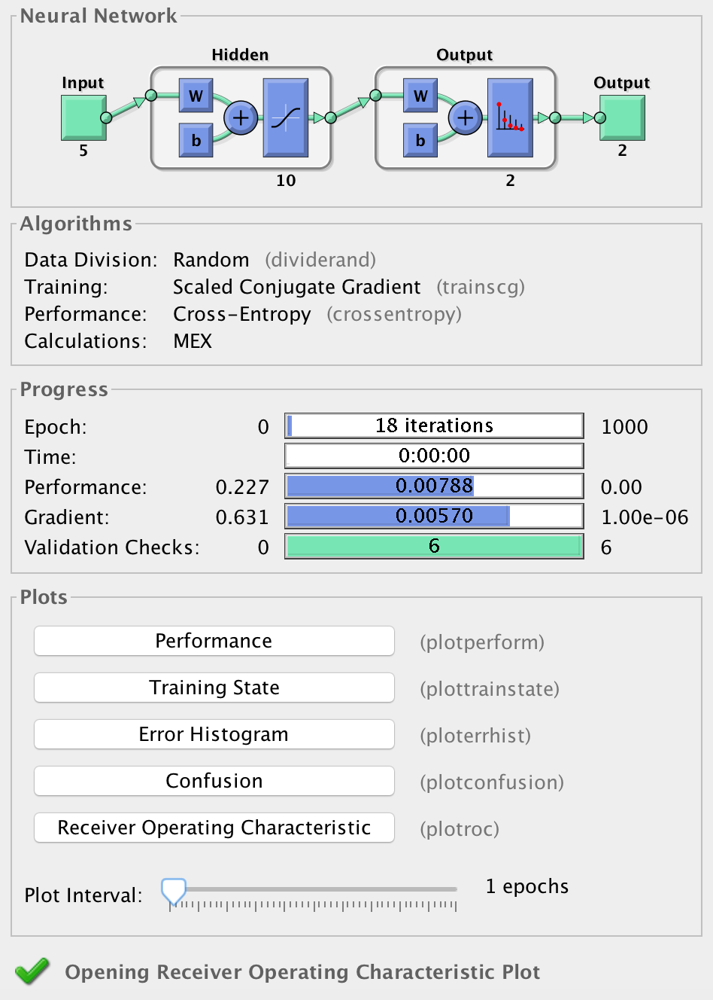 Neural Network
Hidden
Output
Input
Output
W
b
+
W
b
+
5
10
2
2
Algorithms
Data Division: Random (dividerand)
Training: Scaled Conjugate Gradient (trainscg)
Performance: Cross-Entropy (crossentropy)
Calculations: MEX
Progress
Epoch: 0 18 iterations 1000
Time: 0:00:00
Performance: 0.227 0.00788 0.00
Gradient: 0.631 0.00570 1.00e-06
Validation Checks: 0 6 6
Plots
Performance (plotperform)
Training State (plottrainstate)
Error Histogram (ploterrhist)
Confusion (plotconfusion)
Receiver Operating Characteristic (plotroc)
Plot Interval: 1 epochs
Opening Receiver Operating Characteristic Plot